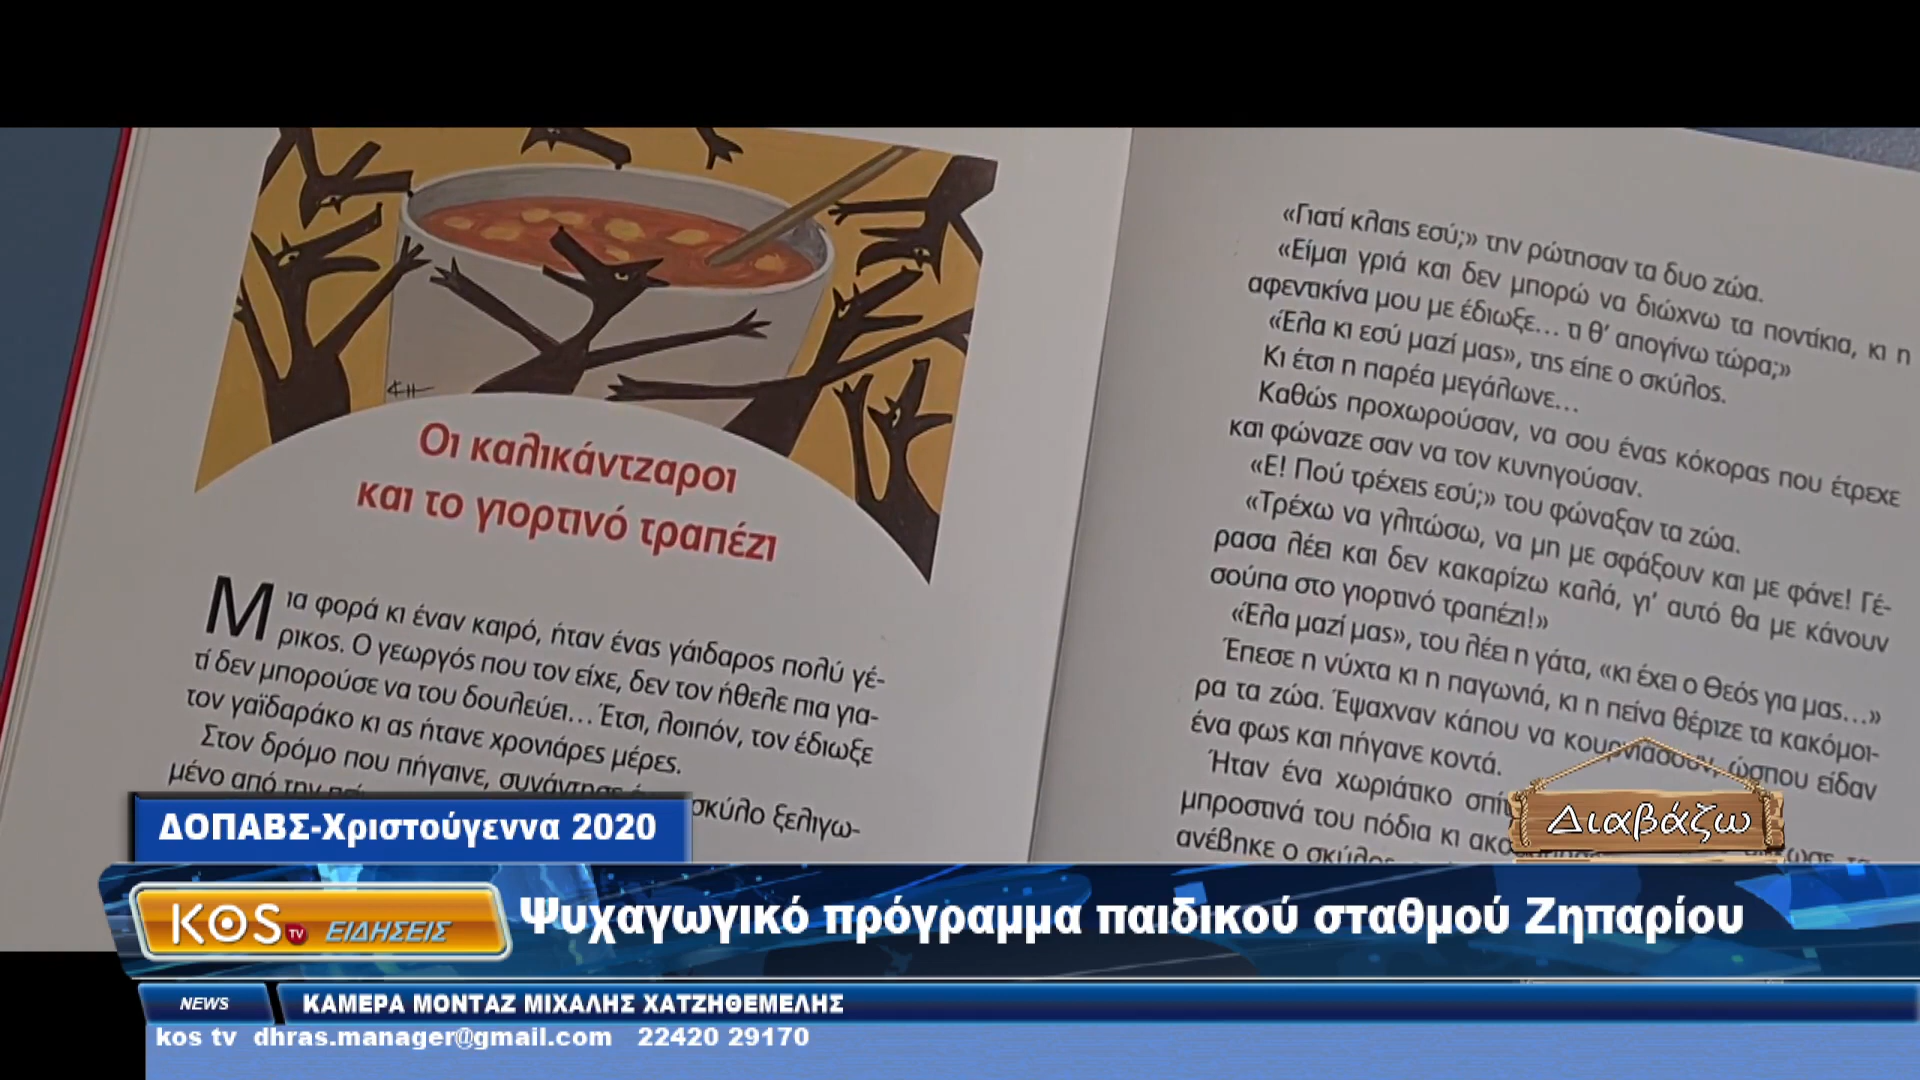 Οι καλικάντζαροι
και το γιορτινό τραπέζι
Μια φορά κι έναν καιρό, ήταν ένας γάιδαρος πολύ γέ-
ρικος. Ο γεωργός που τον είχε, δεν τον ήθελε πια για-
τί δεν μπορούσε να του δουλεύει... Έτσι, λοιπόν, τον έδιωξε
τον γαϊδαράκο κι ας ήτανε χρονιάρες μέρες.
Στον δρόμο που πήγαινε, συνάντησε σκύλο ξελιγω-
μένο από την
«Γιατί κλαις εσύ;» την ρώτησαν τα δυο ζώα.
«Είμαι γριά και δεν μπορώ να διώχνω τα ποντίκια, κι η
αφεντικίνα μου με έδιωξε... τι θ' απογίνω τώρα;»
«Έλα κι εσύ μαζί μας», της είπε ο σκύλος.
Κι έτσι η παρέα μεγάλωνε...
Καθώς προχωρούσαν, να σου ένας κόκορας που έτρεχε
και φώναζε σαν να τον κυνηγούσαν.
«Ε! Πού τρέχεις εσύ;» του φώναξαν τα ζώα.
«Τρέχω να γλιτώσω, να μη με σφάξουν και με φάνε! Γέ-
ρασα λέει και δεν κακαρίζω καλά, γι' αυτό θα με κάνουν
σούπα στο γιορτινό τραπέζι!»
«Έλα μαζί μας», του λέει η γάτα, «κι έχει ο Θεός για μας...»
Έπεσε η νύχτα κι η παγωνιά, κι η πείνα θέριζε τα κακόμοι-
ρα τα ζώα. Έψαχναν κάπου να κουρνιάσουν, ώσπου είδαν
ένα φως και πήγανε κοντά.
Ήταν ένα χωριάτικο
μπροστινά του πόδια κι
ανέβηκε ο σκύλος
Διαβάζω
ΔΟΠΑΒΣ-Χριστούγεννα 2020
KOS TV ΕΙΔΗΣΕΙΣ
Ψυχαγωγικό πρόγραμμα παιδικού σταθμού Ζηπαρίου
NEWS
ΚΑΜΕΡΑ ΜΟΝΤΑΖ ΜΙΧΑΛΗΣ ΧΑΤΖΗΘΕΜΕΛΗΣ
kos tv dhras.manager@gmail.com 22420 29170